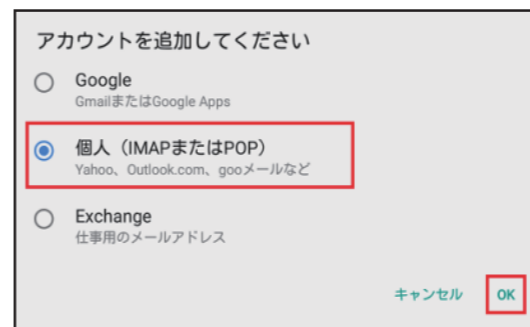 アカウントを追加してください
Google
GmailまたはGoogle Apps
個人（IMAPまたはPOP）
Yahoo、Outlook.com、gooメールなど
Exchange
仕事用のメールアドレス
キャンセル OK